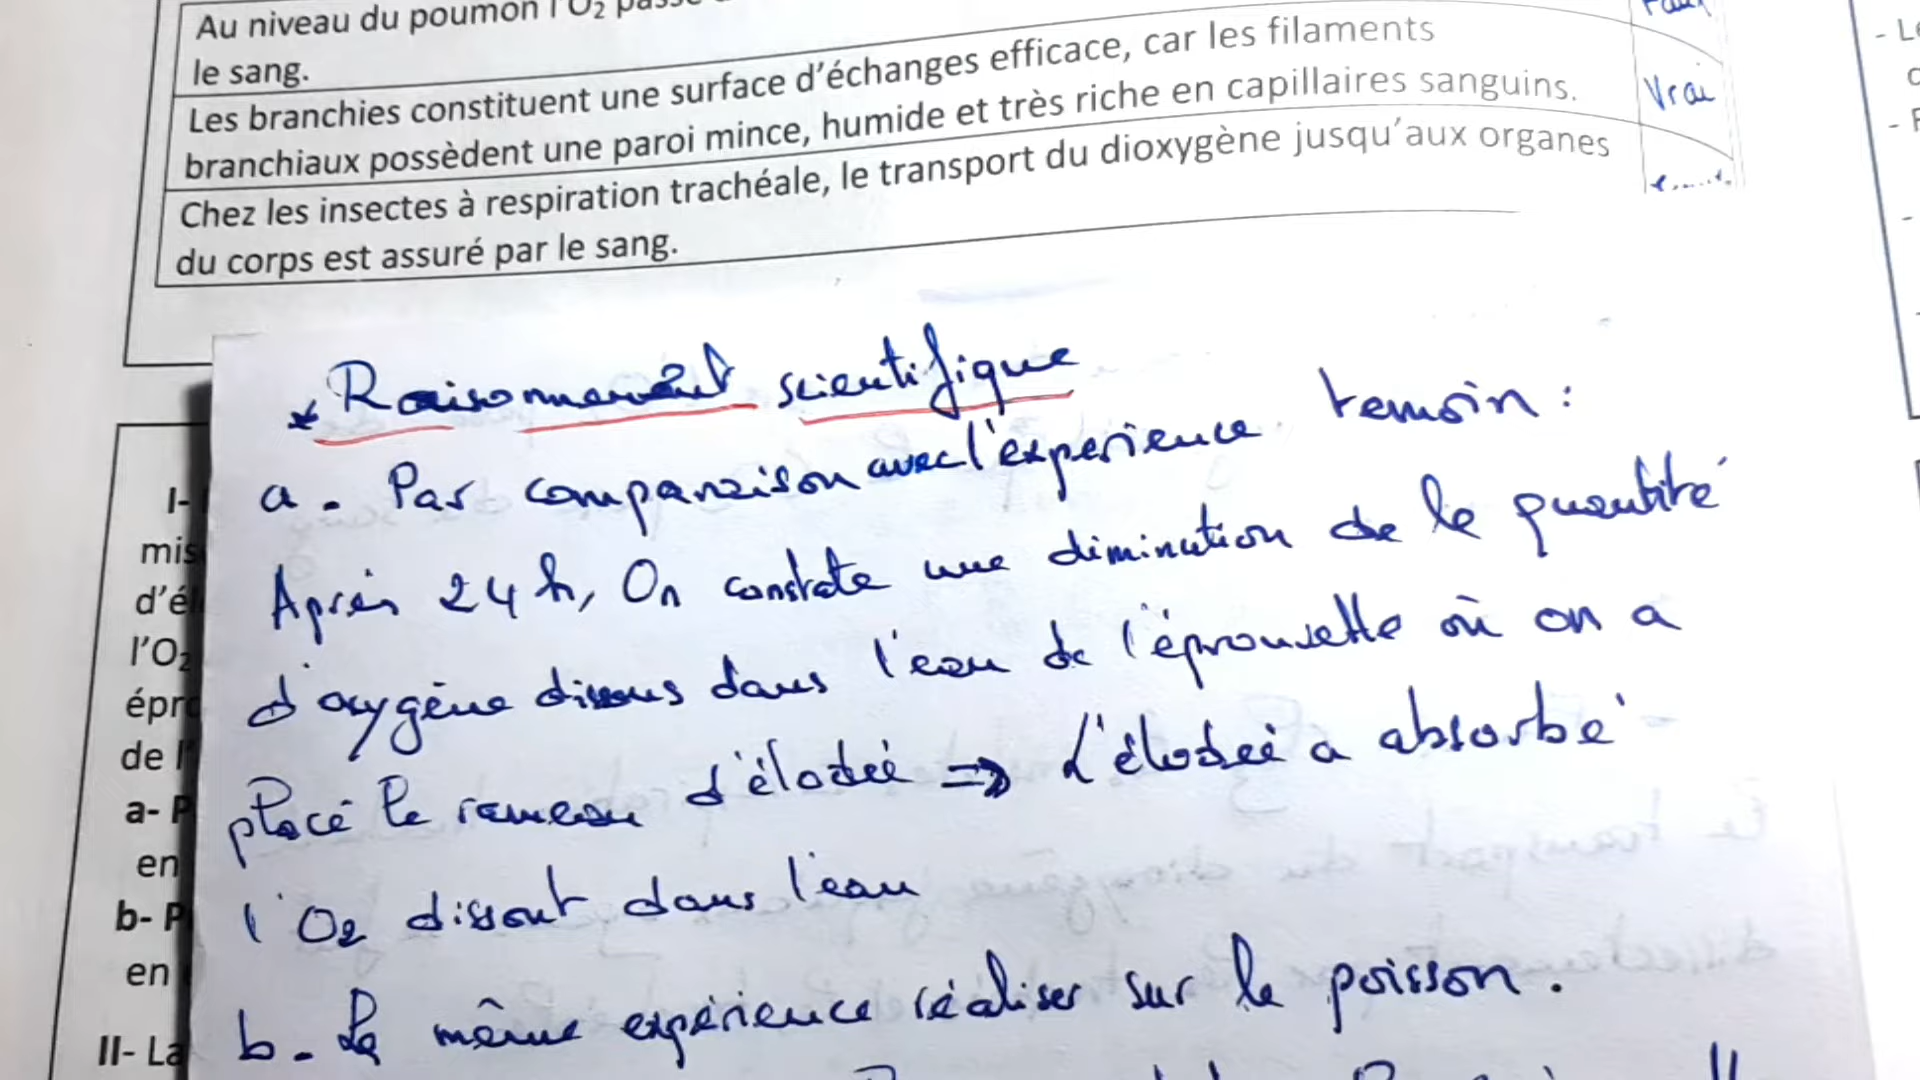 Au niveau du poumon l'O₂ passe
le sang.
Les branchies constituent une surface d'échanges efficace, car les filaments
branchiaux possèdent une paroi mince, humide et très riche en capillaires sanguins.
Vrai
Chez les insectes à respiration trachéale, le transport du dioxygène jusqu'aux organes
du corps est assuré par le sang.
* Raisonnement scientifique
a. Par comparaison avec l'experience temoin :
Après 24 h, On constate une diminution de la quantité
d'oxygène dissous dans l'eau de l'éprouvette où on a
placé le rameau d'élodée => L'élodée a absorbé
l'O2 dissout dans l'eau
b. La même expérience réaliser sur le poisson.
I-
mis
d'él
l'O₂
épro
de l'
a- P
en
b- P
en
II- La